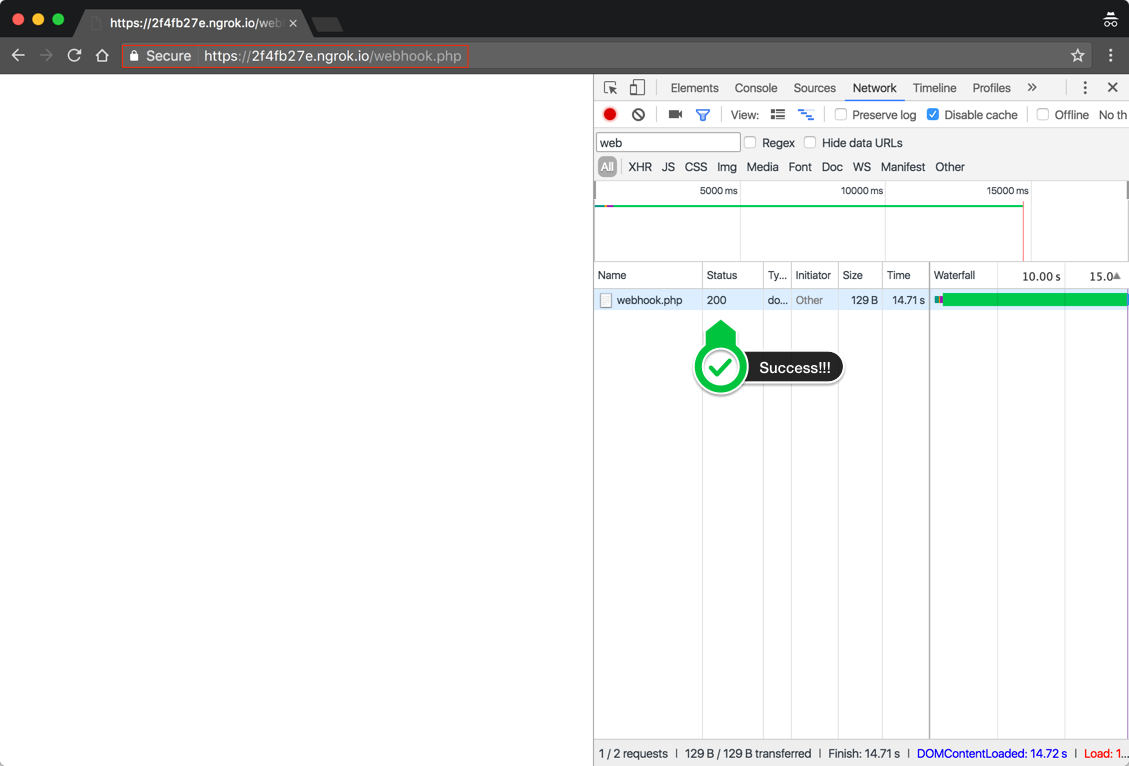 https://2f4fb27e.ngrok.io/web
Secure https://2f4fb27e.ngrok.io/webhook.php
Elements Console Sources Network Timeline Profiles
View: Preserve log Disable cache Offline No th
web Regex Hide data URLs
All XHR JS CSS Img Media Font Doc WS Manifest Other
5000 ms 10000 ms 15000 ms
Name Status Ty... Initiator Size Time Waterfall 10.00 s 15.0
webhook.php 200 do... Other 129 B 14.71 s
Success!!!
1 / 2 requests | 129 B / 129 B transferred | Finish: 14.71 s | DOMContentLoaded: 14.72 s | Load: 1...